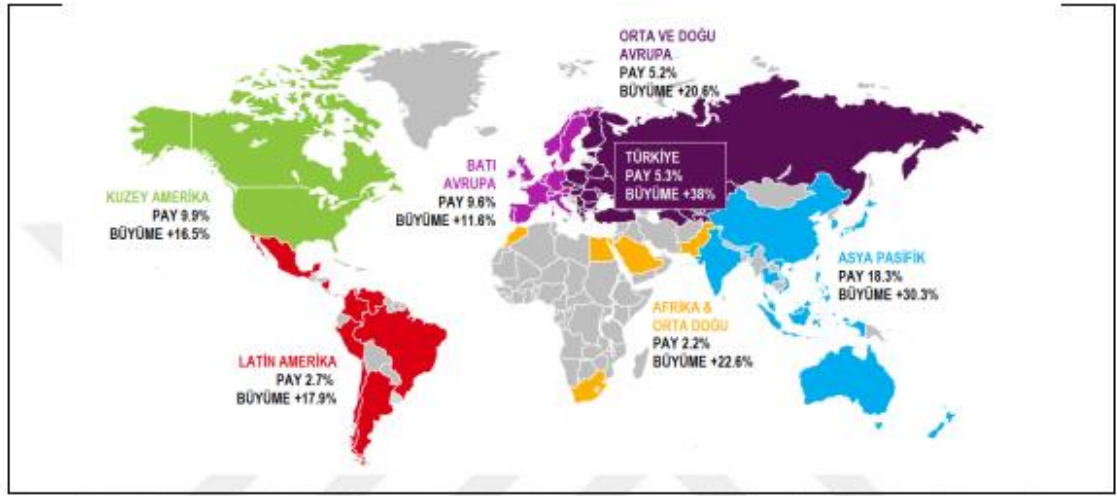 ORTA VE DOĞU
AVRUPA
PAY 5.2%
BÜYÜME +20.6%
TÜRKİYE
PAY 5.3%
BÜYÜME +38%
BATI
AVRUPA
PAY 9.6%
BÜYÜME +11.6%
KUZEY AMERİKA
PAY 9.9%
BÜYÜME +16.5%
ASYA PASİFİK
PAY 18.3%
BÜYÜME +30.3%
AFRİKA &
ORTA DOĞU
PAY 2.2%
BÜYÜME +22.6%
LATİN AMERİKA
PAY 2.7%
BÜYÜME +17.9%